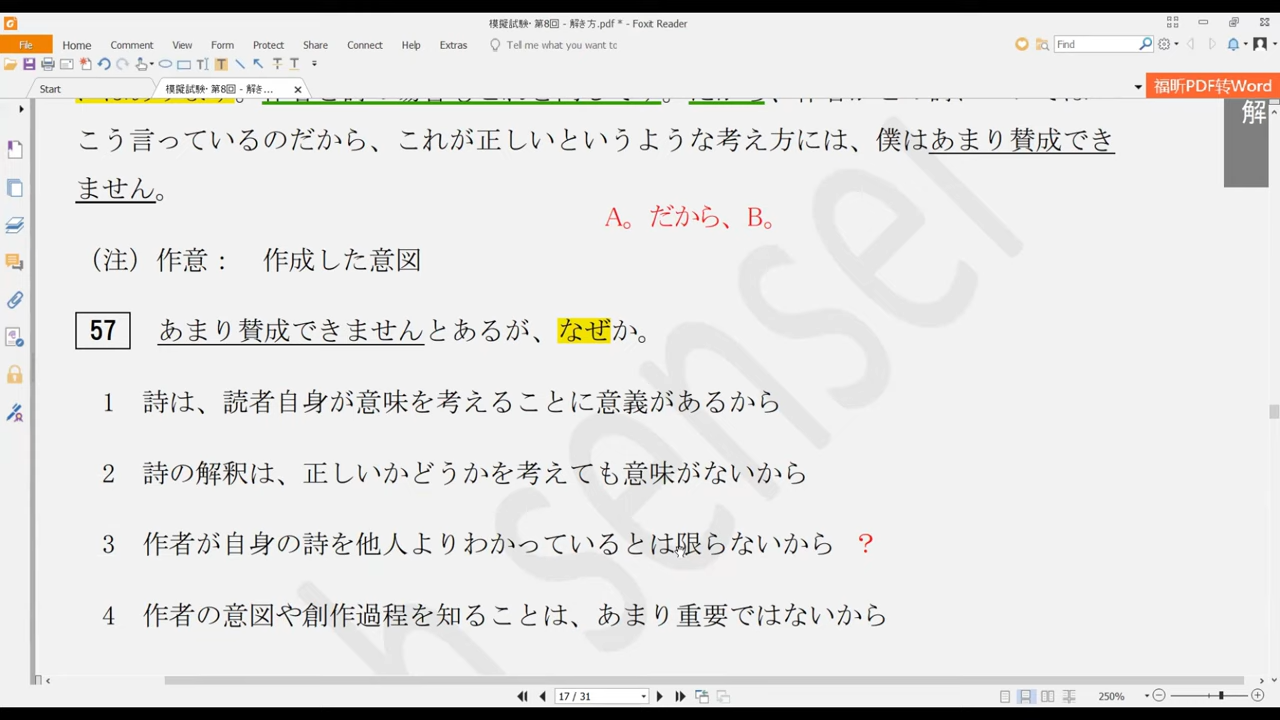 模擬試験· 第8回 - 解き方.pdf * - Foxit Reader
File Home Comment View Form Protect Share Connect Help Extras Tell me what you want to Find
Start 模擬試験· 第8回 - 解き... 福昕PDF转Word
解
こう言っているのだから、これが正しいというような考え方には、僕はあまり賛成でき
ません。
A。だから、B。
（注）作意： 作成した意図
57 あまり賛成できませんとあるが、なぜか。
1 詩は、読者自身が意味を考えることに意義があるから
2 詩の解釈は、正しいかどうかを考えても意味がないから
3 作者が自身の詩を他人よりわかっているとは限らないから ?
4 作者の意図や創作過程を知ることは、あまり重要ではないから
h sensei
17 / 31 250%